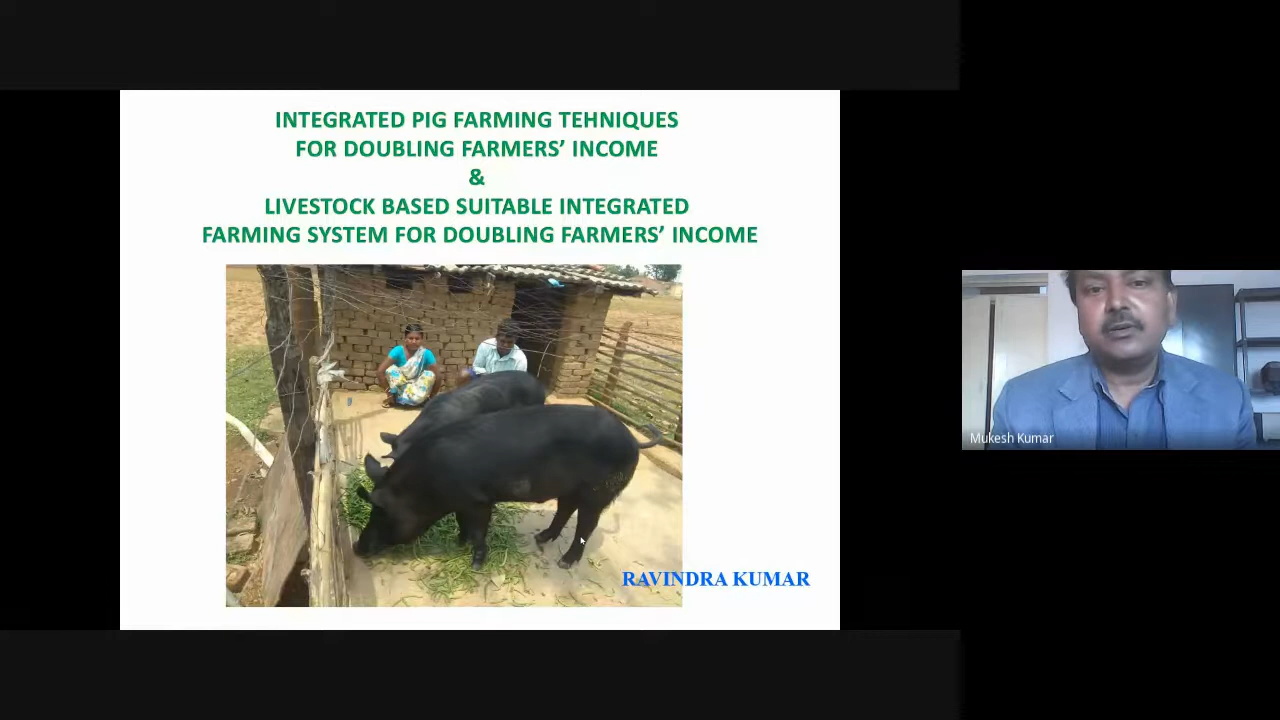 INTEGRATED PIG FARMING TEHNIQUES
FOR DOUBLING FARMERS’ INCOME
&
LIVESTOCK BASED SUITABLE INTEGRATED
FARMING SYSTEM FOR DOUBLING FARMERS’ INCOME
RAVINDRA KUMAR
Mukesh Kumar